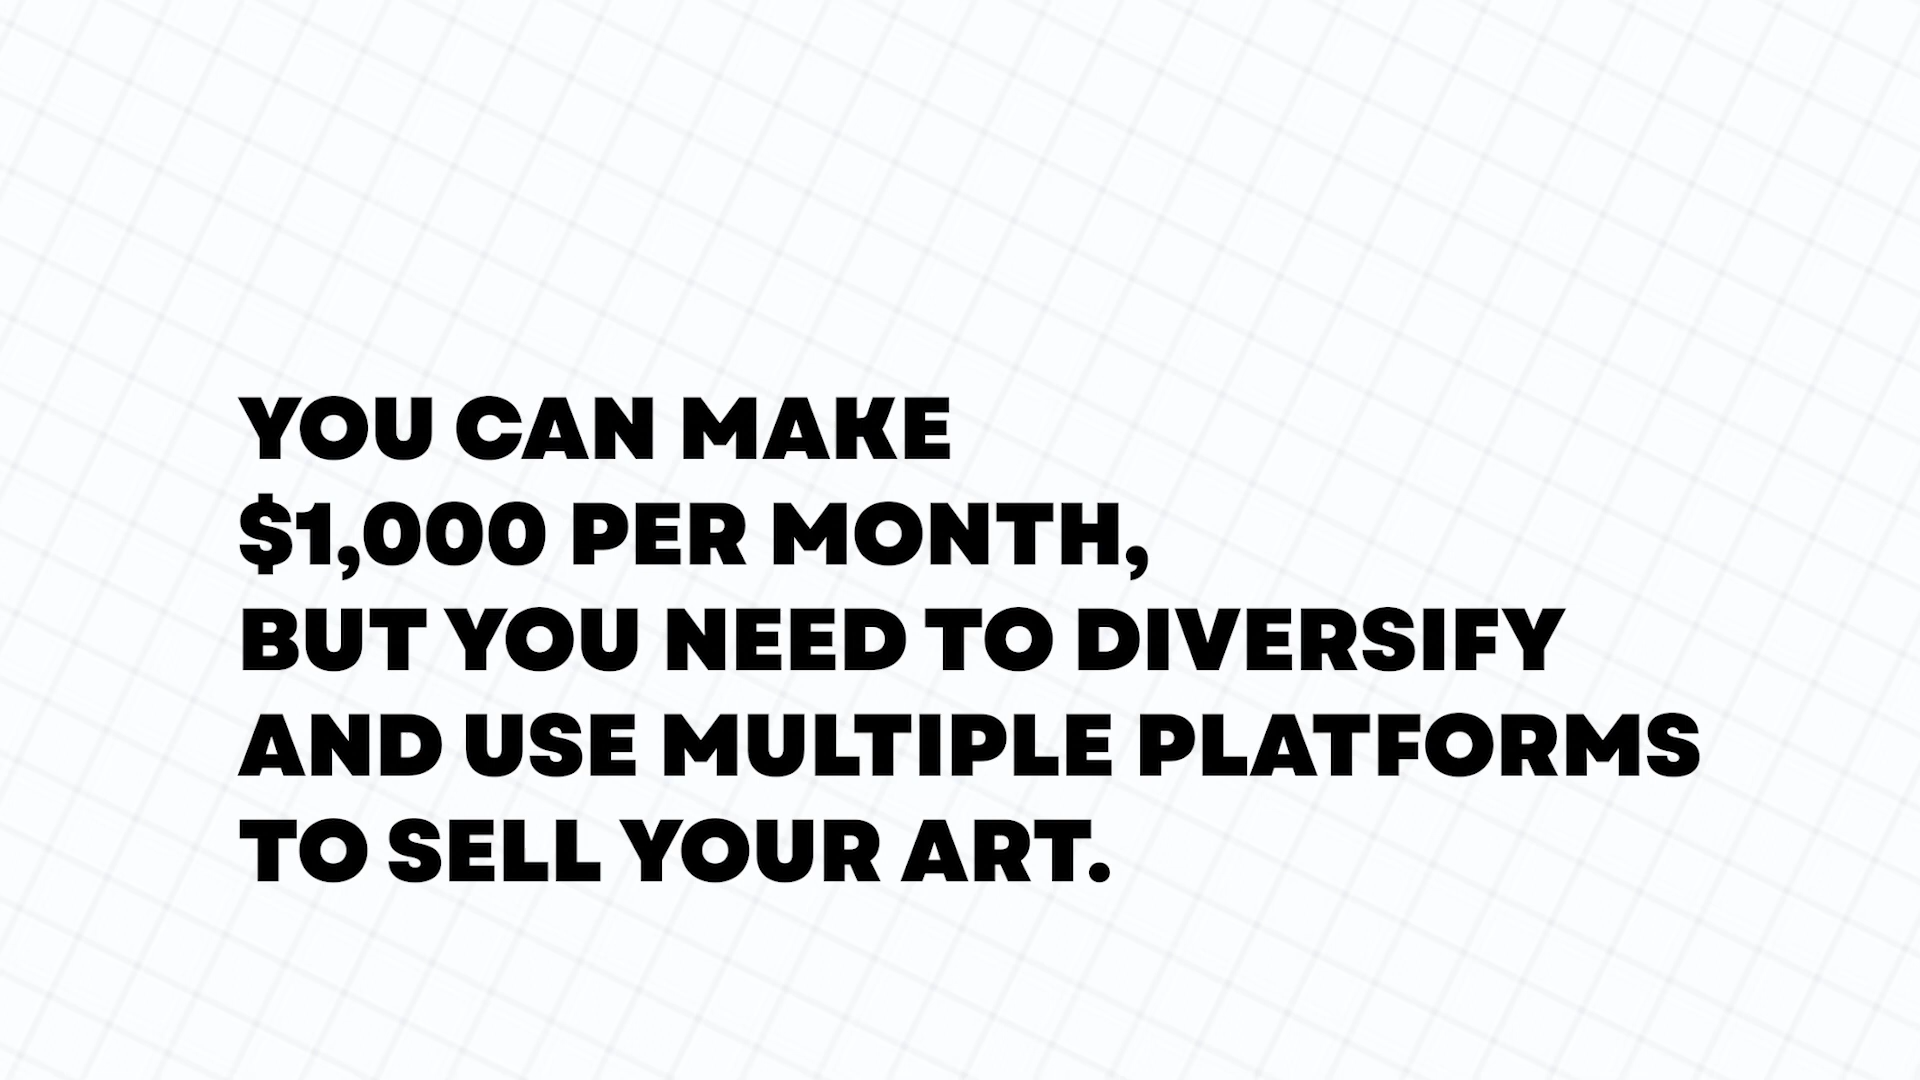 YOU CAN MAKE
$1,000 PER MONTH,
BUT YOU NEED TO DIVERSIFY
AND USE MULTIPLE PLATFORMS
TO SELL YOUR ART.